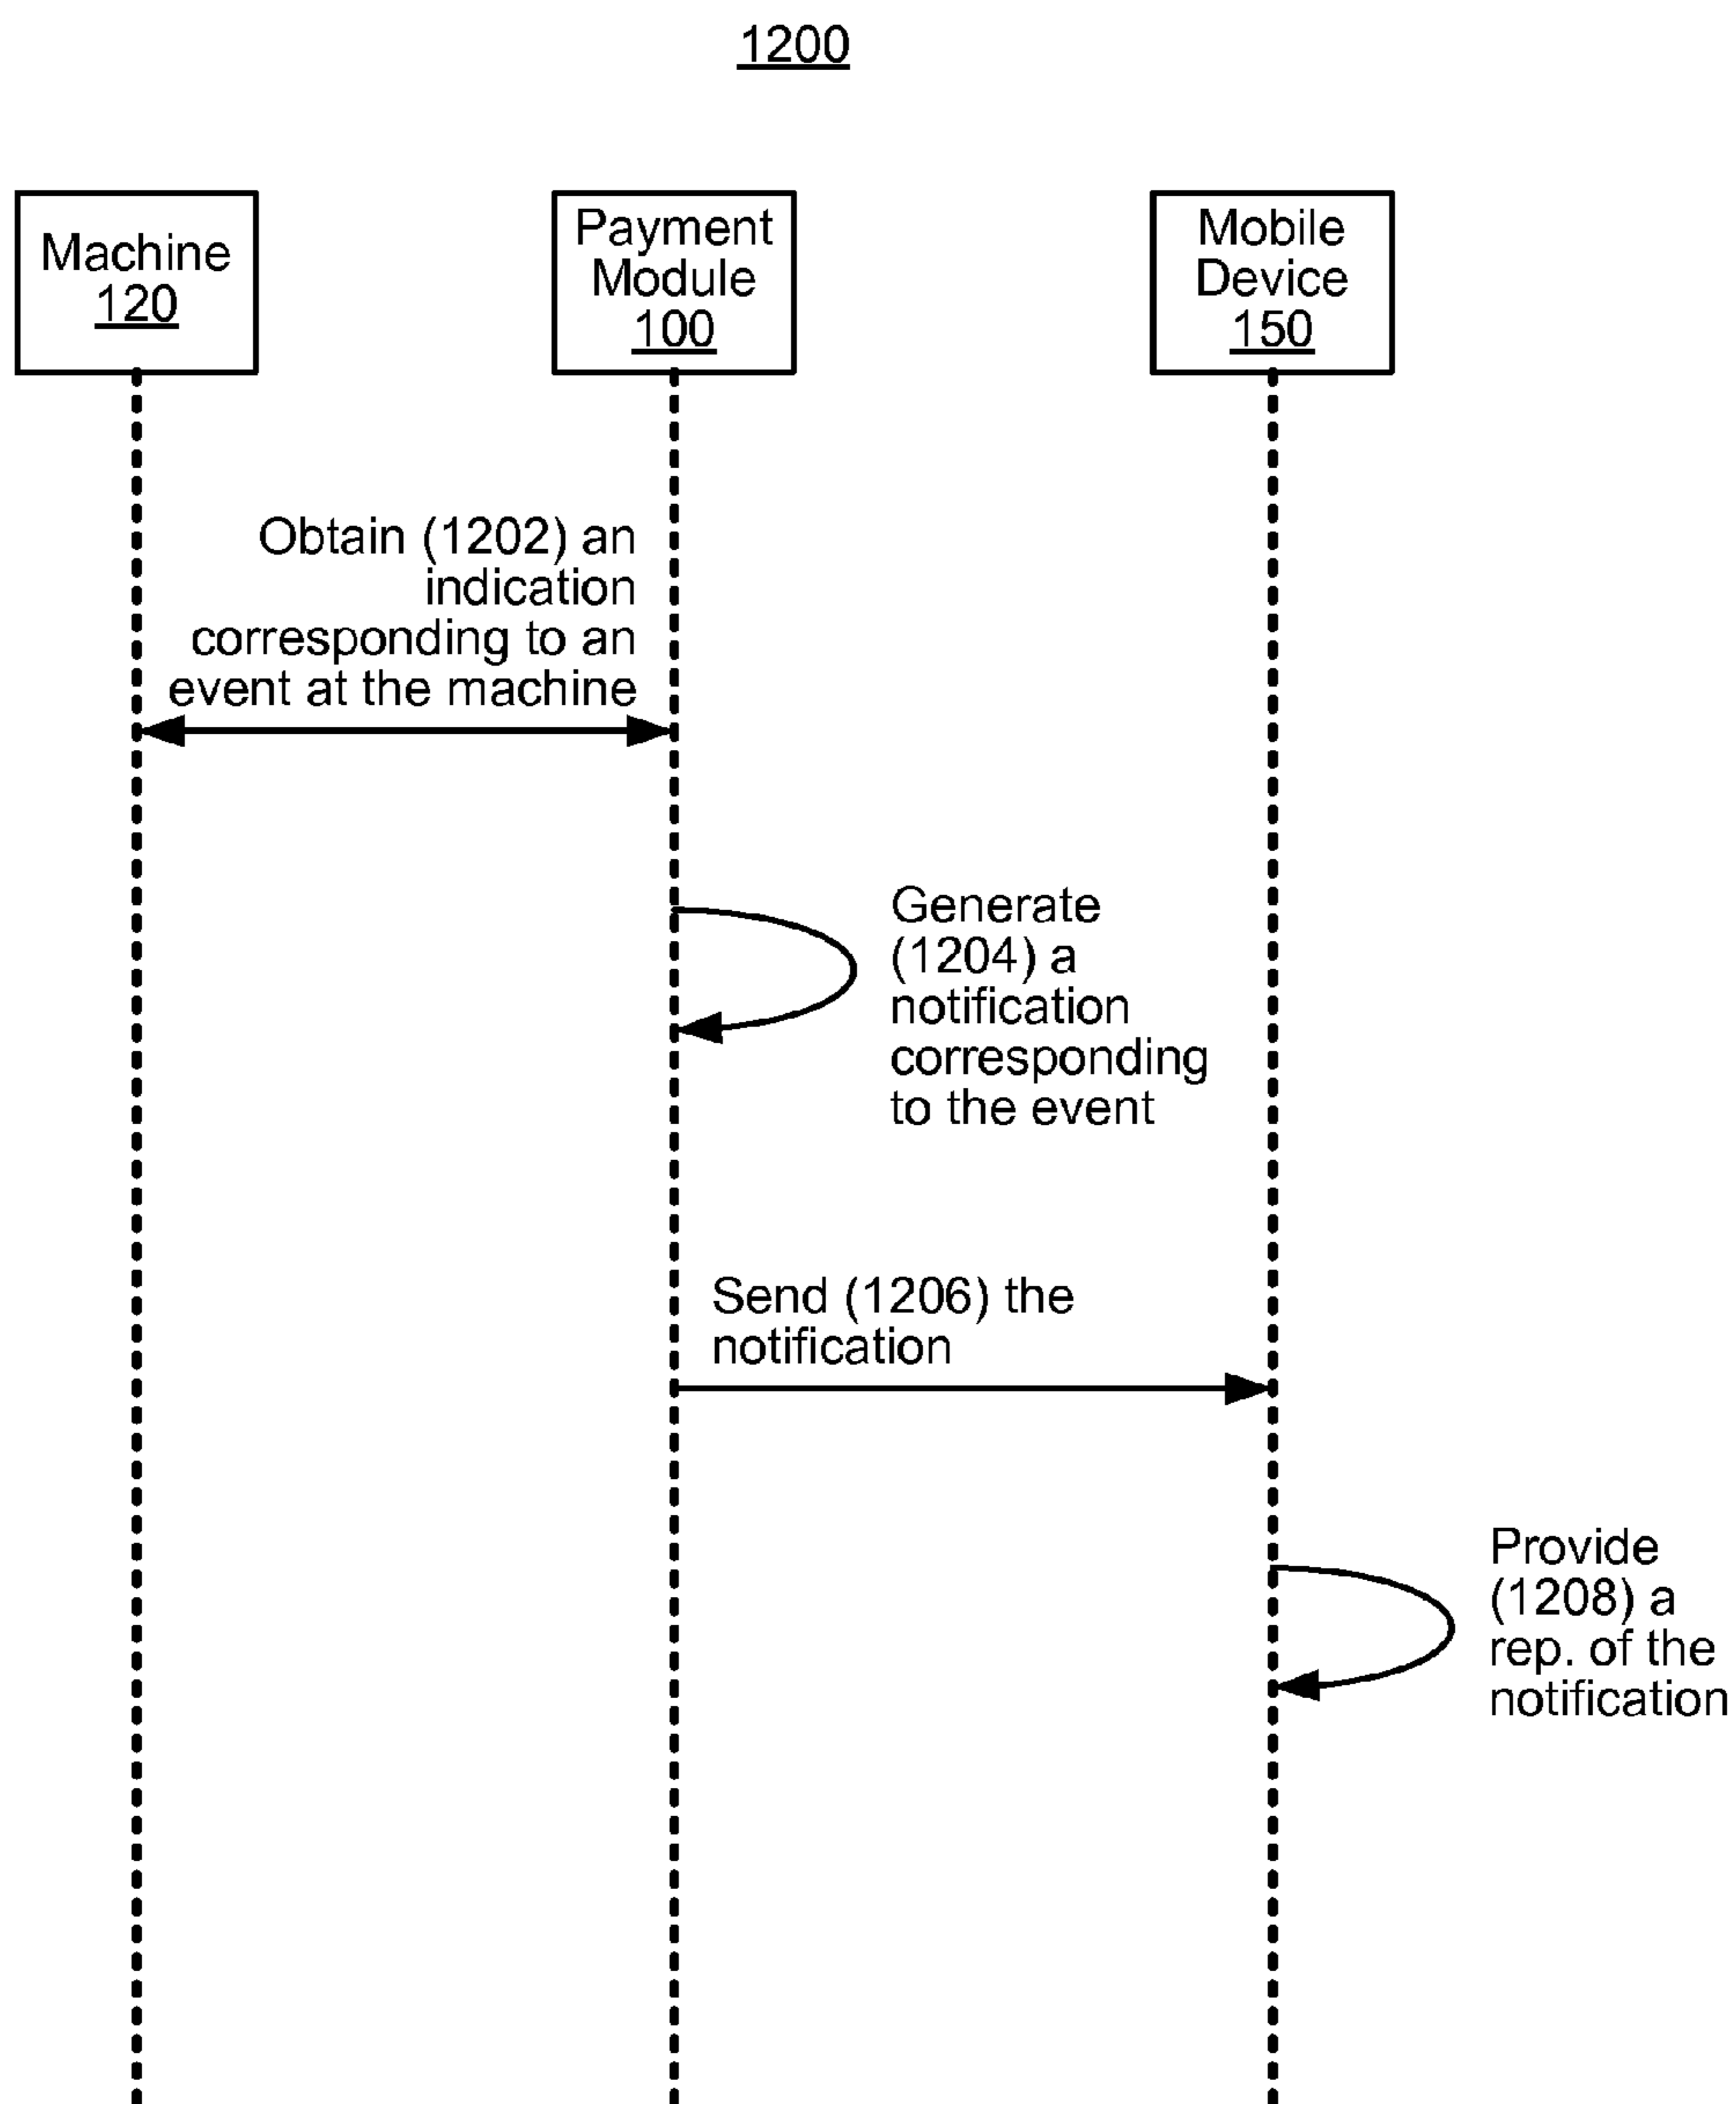 1200
Machine
120
Payment
Module
100
Mobile
Device
150
Obtain (1202) an
indication
corresponding to an
event at the machine
Generate
(1204) a
notification
corresponding
to the event
Send (1206) the
notification
Provide
(1208) a
rep. of the
notification